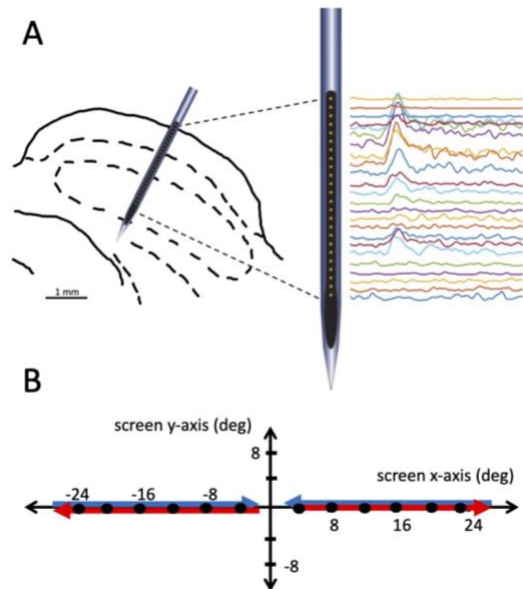 A
1 mm
B
screen y-axis (deg)
8
screen x-axis (deg)
-24 -16 -8
8 16 24
-8